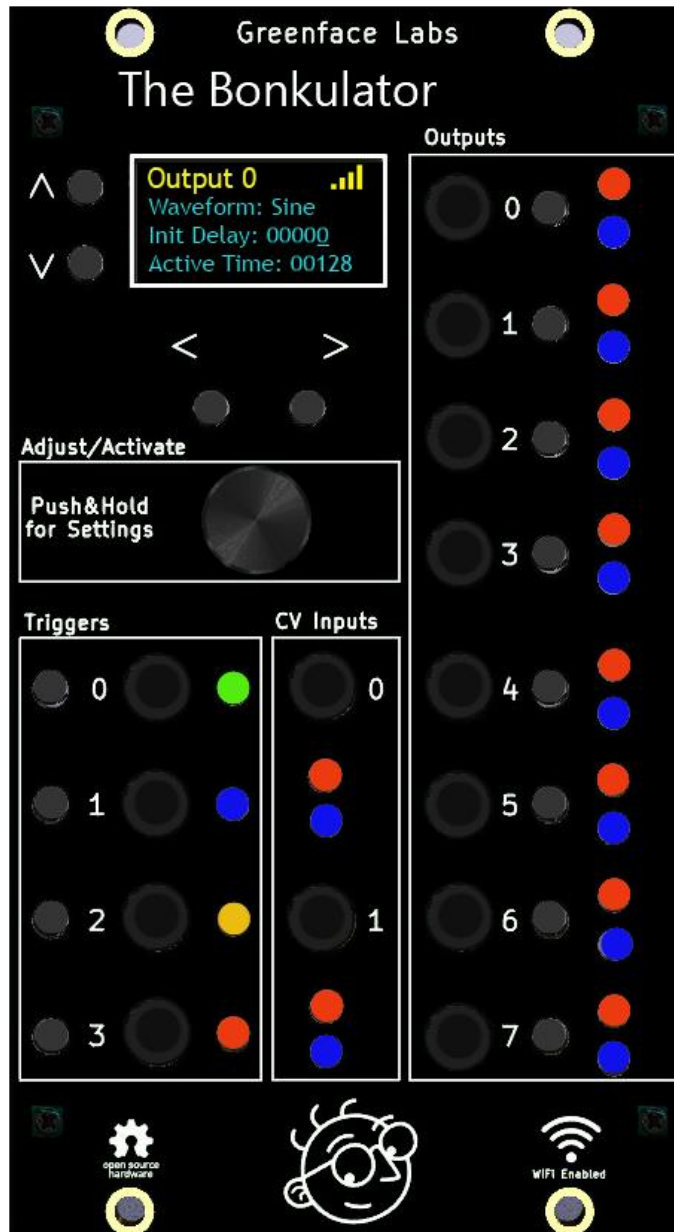 Greenface Labs
The Bonkulator
Outputs
Output 0
Waveform: Sine
Init Delay: 00000
Active Time: 00128
˄
˅
< >
Adjust/Activate
Push&Hold
for Settings
Triggers
0
1
2
3
CV Inputs
0
1
0
1
2
3
4
5
6
7
open source
hardware
WiFi Enabled